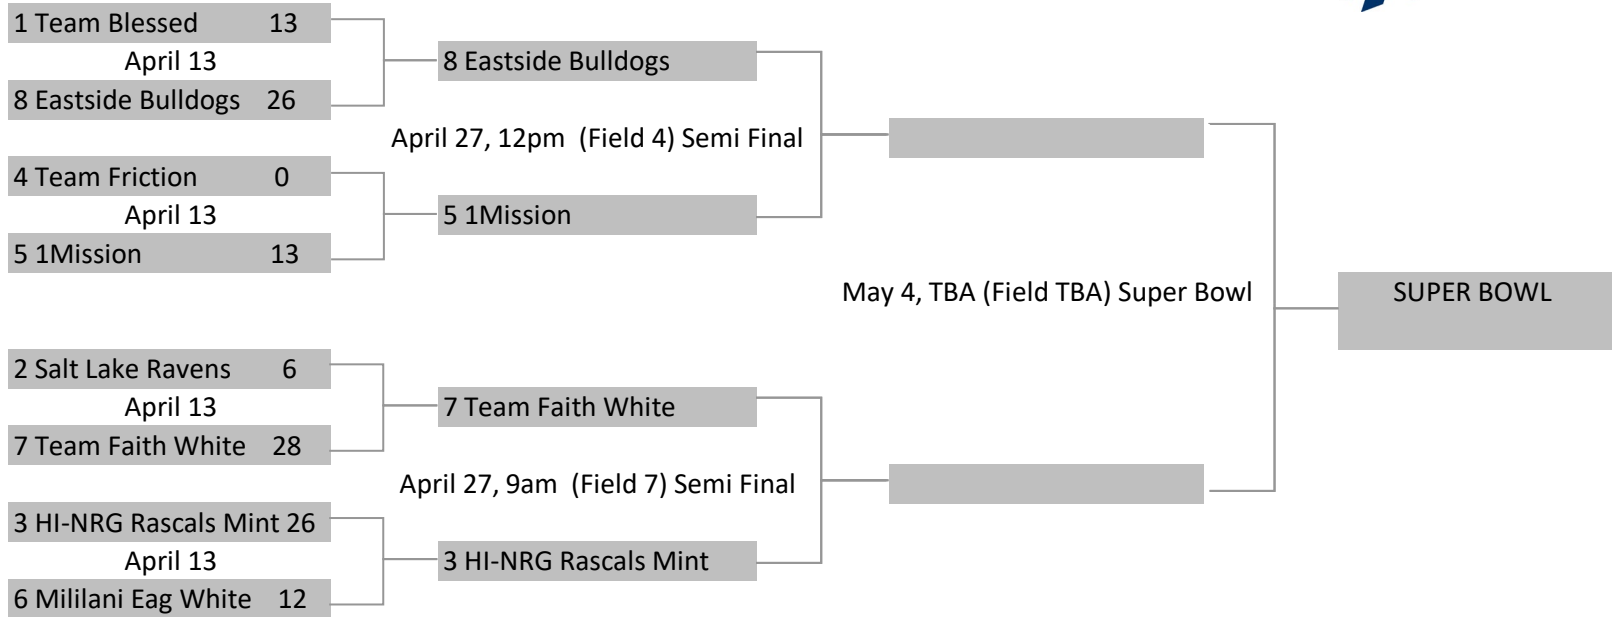 1 Team Blessed 13
April 13
8 Eastside Bulldogs 26
8 Eastside Bulldogs
April 27, 12pm (Field 4) Semi Final
4 Team Friction 0
April 13
5 1Mission 13
5 1Mission
May 4, TBA (Field TBA) Super Bowl
SUPER BOWL
2 Salt Lake Ravens 6
April 13
7 Team Faith White 28
7 Team Faith White
April 27, 9am (Field 7) Semi Final
3 HI-NRG Rascals Mint 26
April 13
6 Mililani Eag White 12
3 HI-NRG Rascals Mint